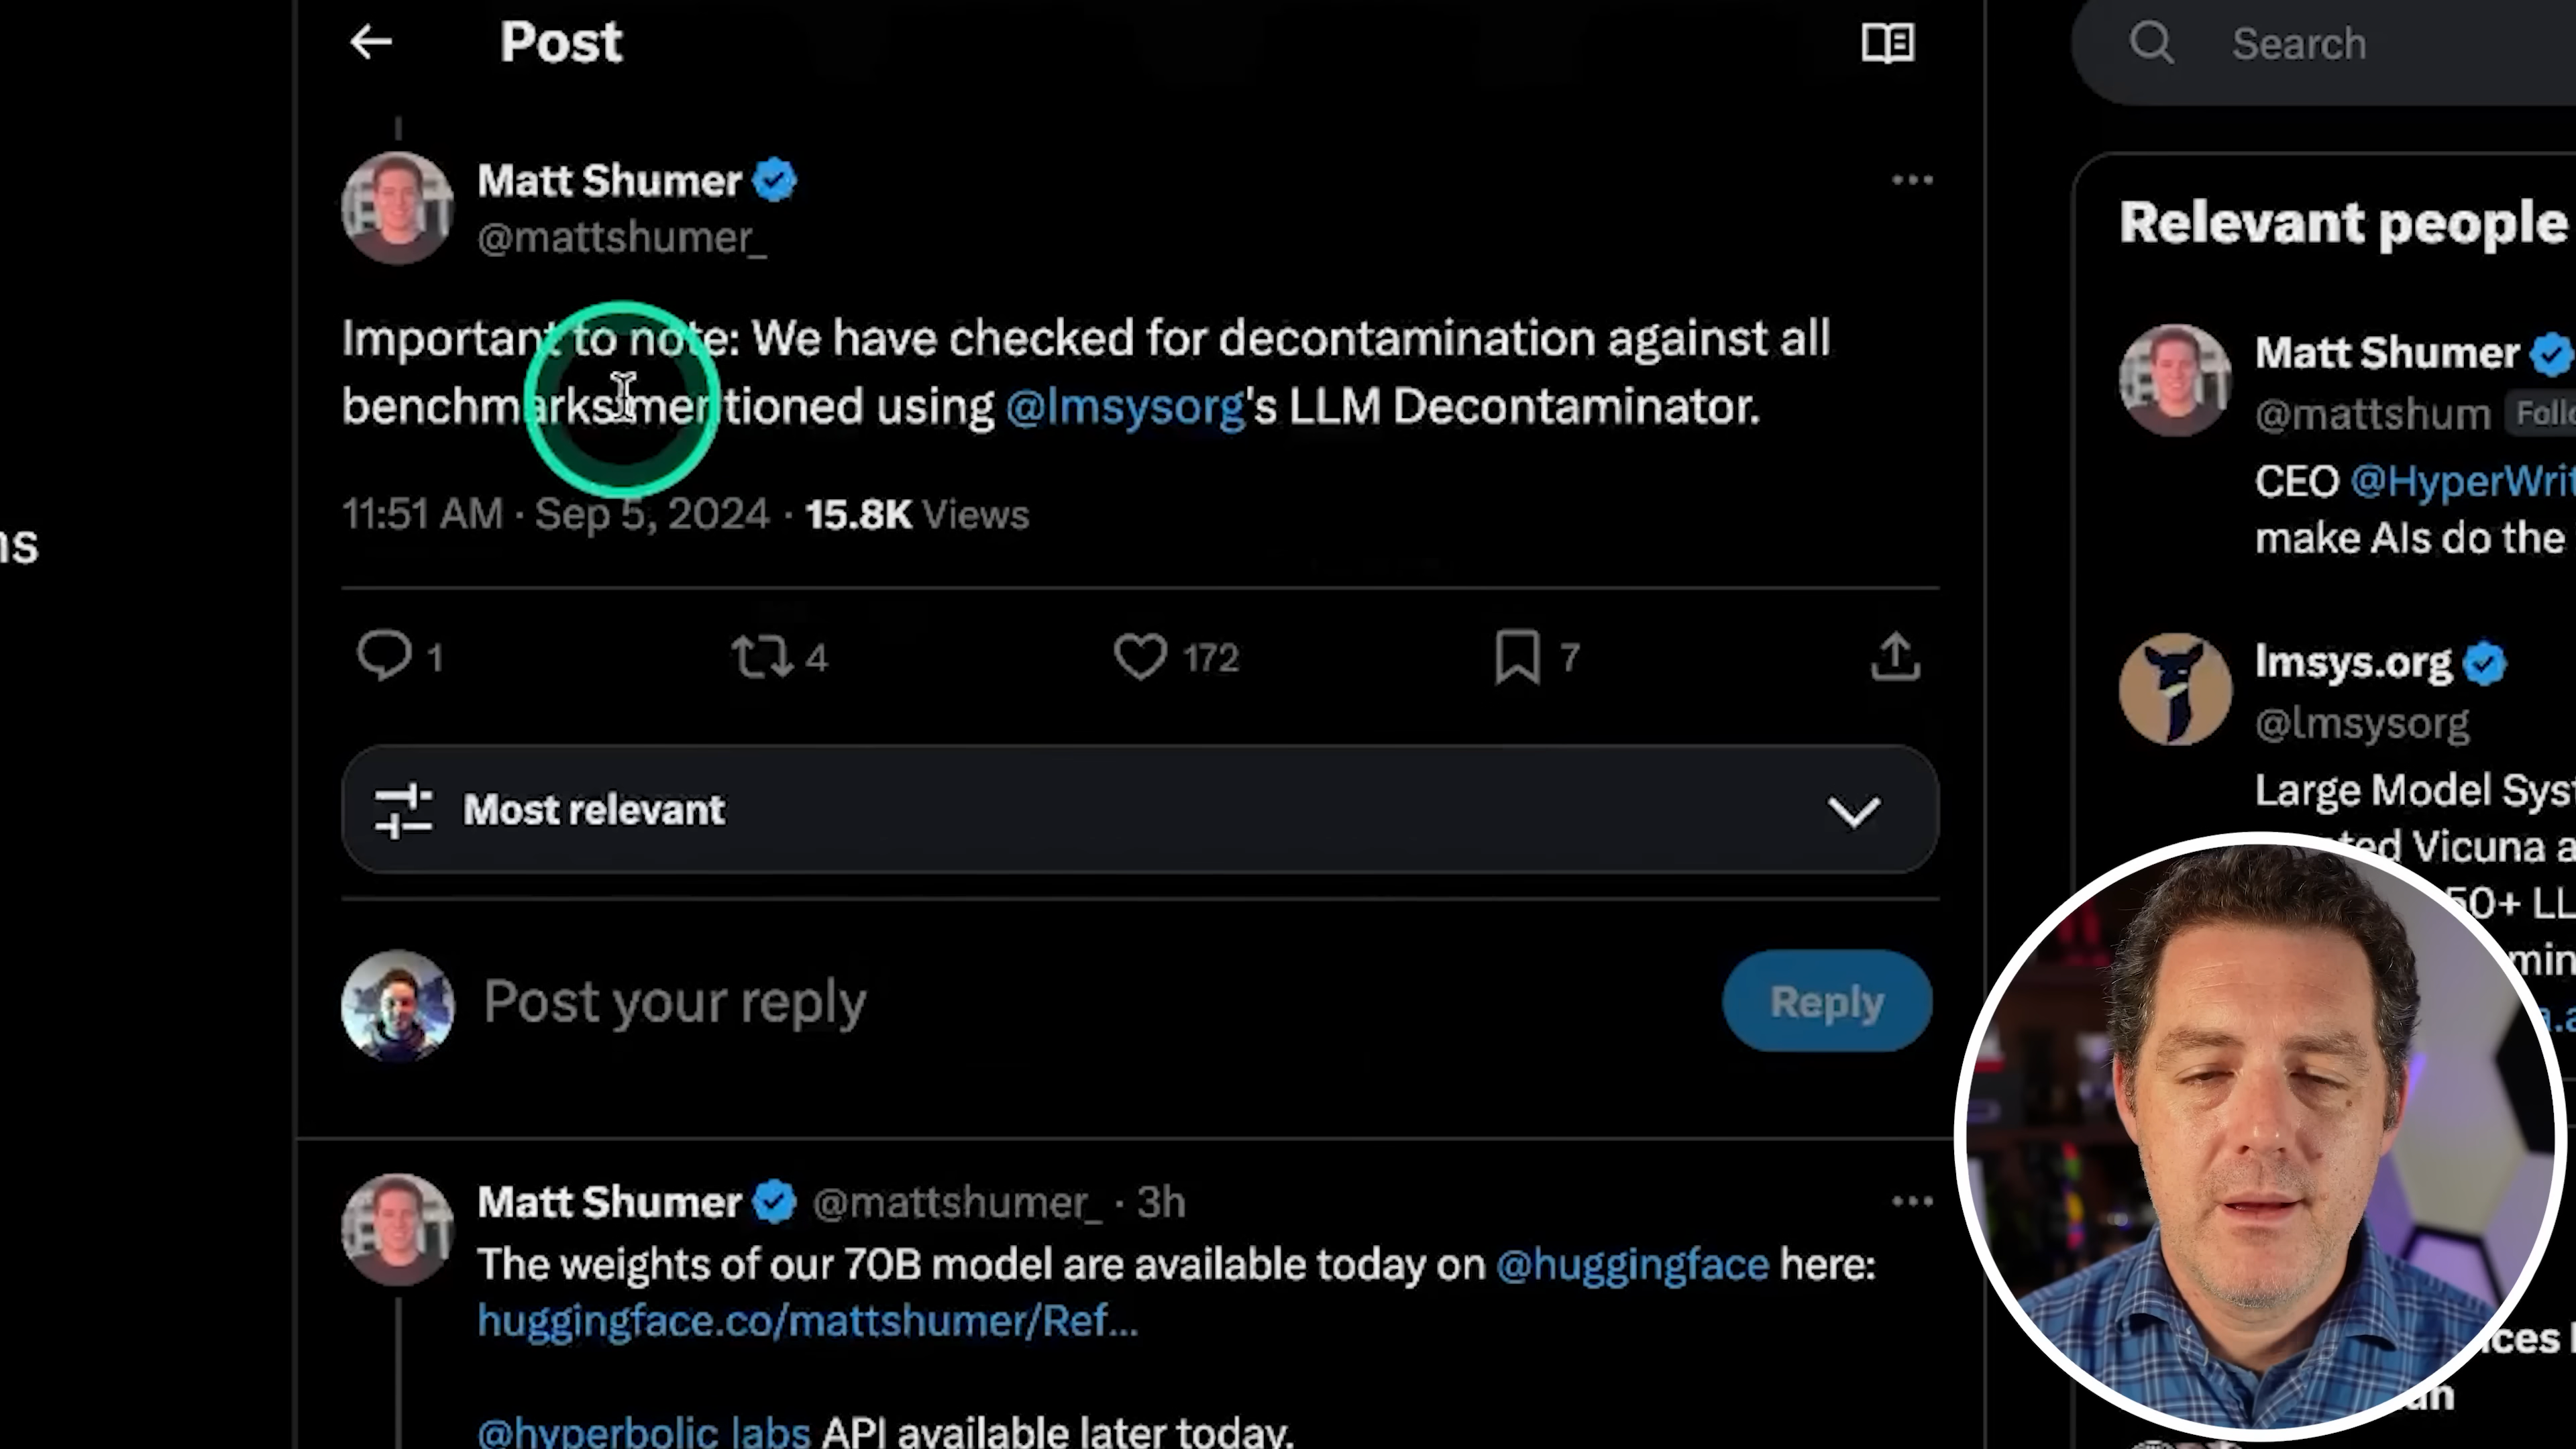 Post
Search
Matt Shumer
@mattshumer_
Important to note: We have checked for decontamination against all
benchmarks mentioned using @lmsysorg's LLM Decontaminator.
11:51 AM · Sep 5, 2024 · 15.8K Views
1
4
172
7
Most relevant
Post your reply
Reply
Matt Shumer @mattshumer_ · 3h
The weights of our 70B model are available today on @huggingface here:
huggingface.co/mattshumer/Ref...
@hyperbolic_labs API available later today.
Relevant people
Matt Shumer
@mattshum
CEO @HyperWrit
make AIs do the
lmsys.org
@lmsysorg
Large Model Syst
Vicuna a
50+ LL